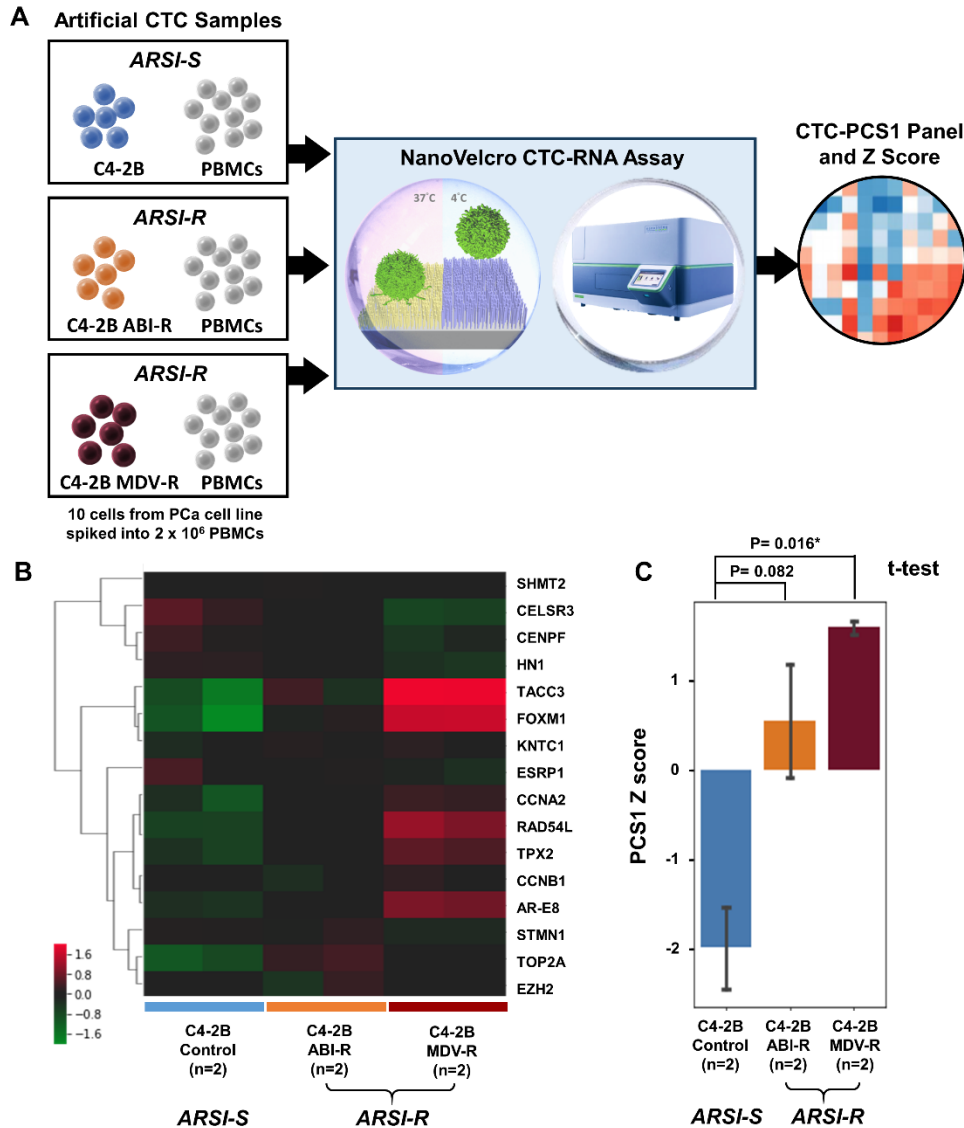 A
Artificial CTC Samples
ARSI-S
C4-2B
PBMCs
ARSI-R
C4-2B ABI-R
PBMCs
ARSI-R
C4-2B MDV-R
PBMCs
10 cells from PCa cell line
spiked into 2 x 10⁶ PBMCs
NanoVelcro CTC-RNA Assay
37°C
4°C
CTC-PCS1 Panel
and Z Score
B
SHMT2
CELSR3
CENPF
HN1
TACC3
FOXM1
KNTC1
ESRP1
CCNA2
RAD54L
TPX2
CCNB1
AR-E8
STMN1
TOP2A
EZH2
1.6
0.8
0.0
−0.8
−1.6
C4-2B
Control
(n=2)
C4-2B
ABI-R
(n=2)
C4-2B
MDV-R
(n=2)
ARSI-S
ARSI-R
C
P= 0.016*
t-test
P= 0.082
PCS1 Z score
1
0
-1
-2
C4-2B
Control
(n=2)
C4-2B
ABI-R
(n=2)
C4-2B
MDV-R
(n=2)
ARSI-S
ARSI-R